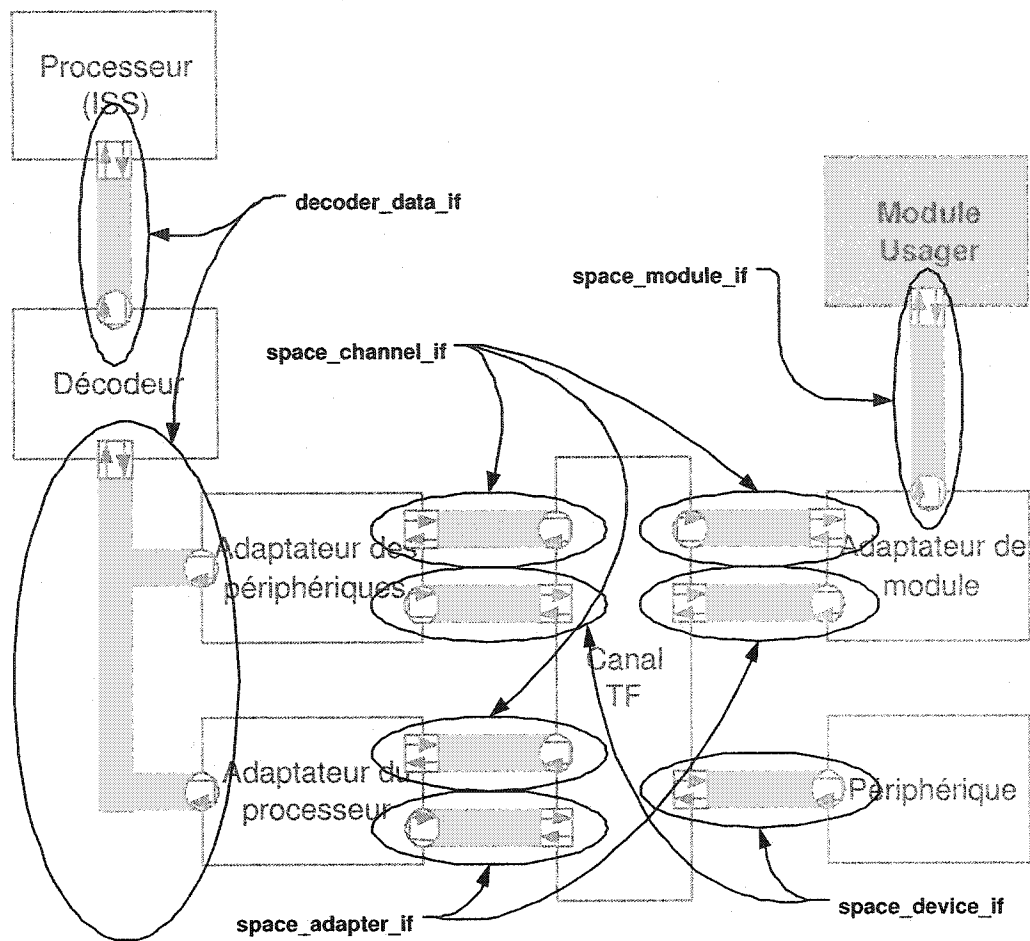 Processeur
(ISS)
decoder_data_if
Module
Usager
space_module_if
space_channel_if
Décodeur
Adaptateur des
périphériques
Adaptateur de
module
Canal
TF
Adaptateur du
processeur
Périphérique
space_adapter_if
space_device_if